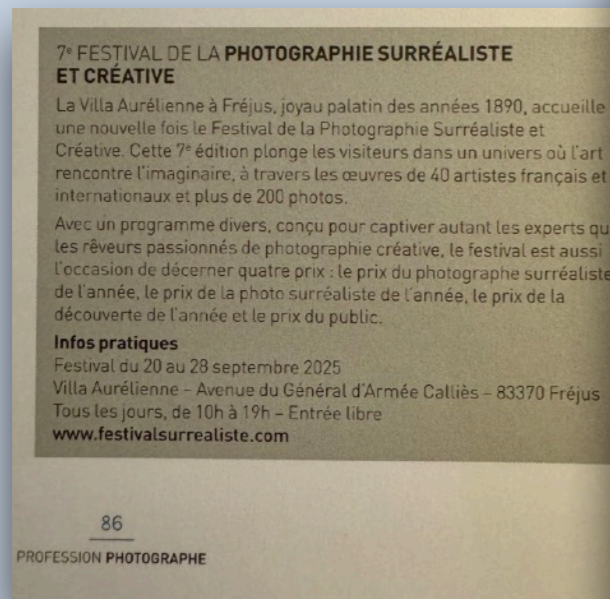 7e FESTIVAL DE LA PHOTOGRAPHIE SURRÉALISTE
ET CRÉATIVE
La Villa Aurélienne à Fréjus, joyau palatin des années 1890, accueille
une nouvelle fois le Festival de la Photographie Surréaliste et
Créative. Cette 7e édition plonge les visiteurs dans un univers où l'art
rencontre l'imaginaire, à travers les œuvres de 40 artistes français et
internationaux et plus de 200 photos.
Avec un programme divers, conçu pour captiver autant les experts qu
les rêveurs passionnés de photographie créative, le festival est aussi
l'occasion de décerner quatre prix : le prix du photographe surréaliste
de l'année, le prix de la photo surréaliste de l'année, le prix de la
découverte de l'année et le prix du public.
Infos pratiques
Festival du 20 au 28 septembre 2025
Villa Aurélienne – Avenue du Général d'Armée Calliès – 83370 Fréjus
Tous les jours, de 10h à 19h – Entrée libre
www.festivalsurrealiste.com
86
PROFESSION PHOTOGRAPHE